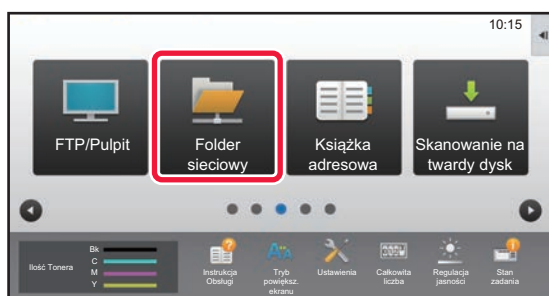 10:15
FTP/Pulpit
Folder
sieciowy
Książka
adresowa
Skanowanie na
twardy dysk
Ilość Tonera
Bk
C
M
Y
Instrukcja
Obsługi
Tryb
powiększ.
ekranu
Ustawienia
Całkowita
liczba
Regulacja
jasności
Stan
zadania